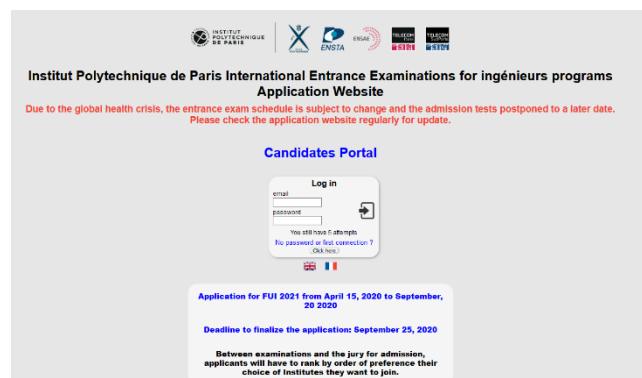 INSTITUT
POLYTECHNIQUE
DE PARIS
ENSTA
ENSAE
TELECOM
Paris
TELECOM
SudParis
Institut Polytechnique de Paris International Entrance Examinations for ingénieurs programs
Application Website
Due to the global health crisis, the entrance exam schedule is subject to change and the admission tests postponed to a later date.
Please check the application website regularly for update.
Candidates Portal
Log in
email
password
You still have 5 attempts
No password or first connection ?
Click here !
Application for FUI 2021 from April 15, 2020 to September,
20 2020
Deadline to finalize the application: September 25, 2020
Between examinations and the jury for admission,
applicants will have to rank by order of preference their
choice of Institutes they want to join.